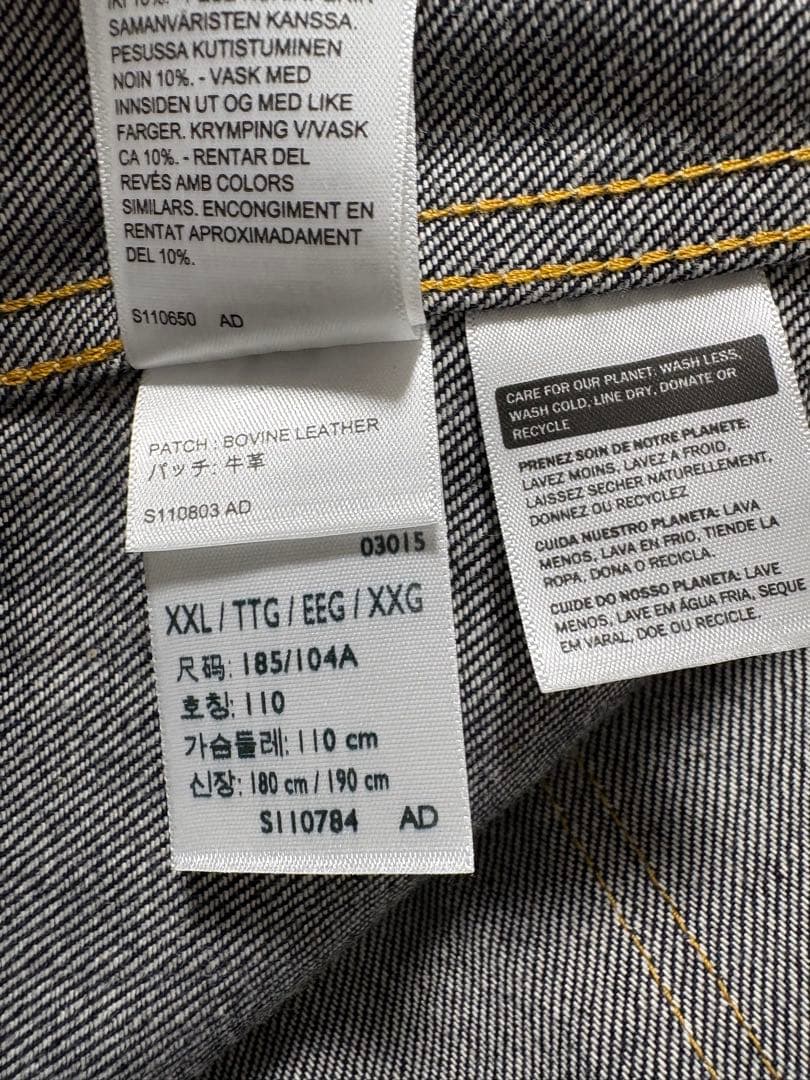 SAMANVÄRISTEN KANSSA.
PESUSSA KUTISTUMINEN
NOIN 10%. - VASK MED
INNSIDEN UT OG MED LIKE
FARGER. KRYMPING V/VASK
CA 10%. - RENTAR DEL
REVÉS AMB COLORS
SIMILARS. ENCONGIMENT EN
RENTAT APROXIMADAMENT
DEL 10%.
S110650 AD
PATCH : BOVINE LEATHER
パッチ: 牛革
S110803 AD
03015
XXL / TTG / EEG / XXG
尺码: 185/104A
호칭: 110
가슴둘레: 110 cm
신장: 180 cm / 190 cm
S110784 AD
CARE FOR OUR PLANET. WASH LESS,
WASH COLD, LINE DRY, DONATE OR
RECYCLE
PRENEZ SOIN DE NOTRE PLANETE:
LAVEZ MOINS, LAVEZ A FROID,
LAISSEZ SECHER NATURELLEMENT,
DONNEZ OU RECYCLEZ
CUIDA NUESTRO PLANETA: LAVA
MENOS, LAVA EN FRIO, TIENDE LA
ROPA, DONA O RECICLA.
CUIDE DO NOSSO PLANETA: LAVE
MENOS, LAVE EM ÁGUA FRIA, SEQUE
EM VARAL, DOE OU RECICLE.